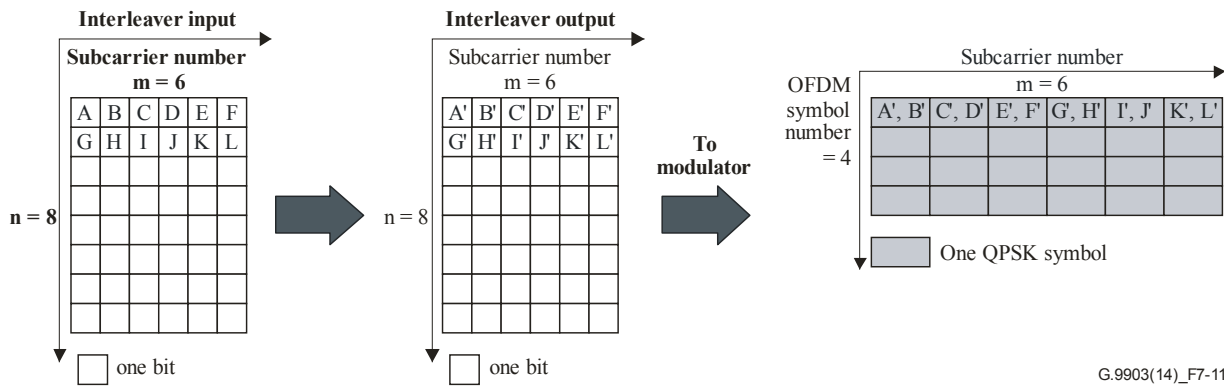 Interleaver input
Subcarrier number
m = 6
A B C D E F
G H I J K L
n = 8
one bit
Interleaver output
Subcarrier number
m = 6
A' B' C' D' E' F'
G' H' I' J' K' L'
n = 8
one bit
To
modulator
Subcarrier number
m = 6
OFDM
symbol
number
= 4
A', B' C', D' E', F' G', H' I', J' K', L'
One QPSK symbol
G.9903(14)_F7-11